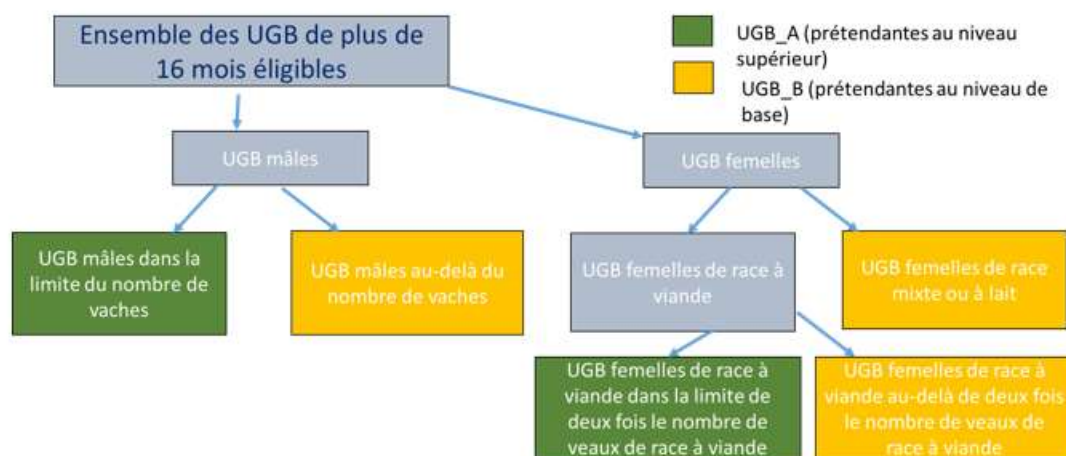 Ensemble des UGB de plus de
16 mois éligibles
UGB_A (prétendantes au niveau
supérieur)
UGB_B (prétendantes au niveau de
base)
UGB mâles
UGB femelles
UGB mâles dans la
limite du nombre de
vaches
UGB mâles au-delà du
nombre de vaches
UGB femelles de race à
viande
UGB femelles de race
mixte ou à lait
UGB femelles de race à
viande dans la limite de
deux fois le nombre de
veaux de race à viande
UGB femelles de race à
viande au-delà de deux fois
le nombre de veaux de
race à viande